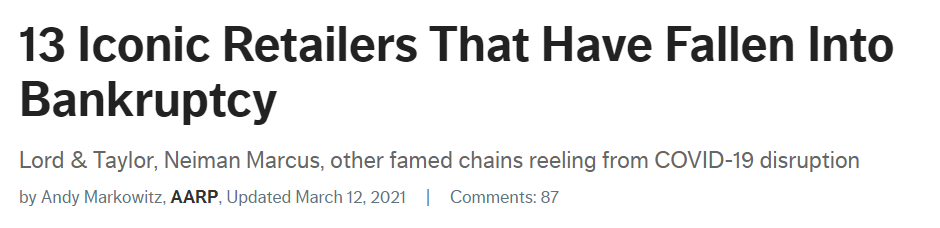 13 Iconic Retailers That Have Fallen Into
Bankruptcy
Lord & Taylor, Neiman Marcus, other famed chains reeling from COVID-19 disruption
by Andy Markowitz, AARP, Updated March 12, 2021 | Comments: 87